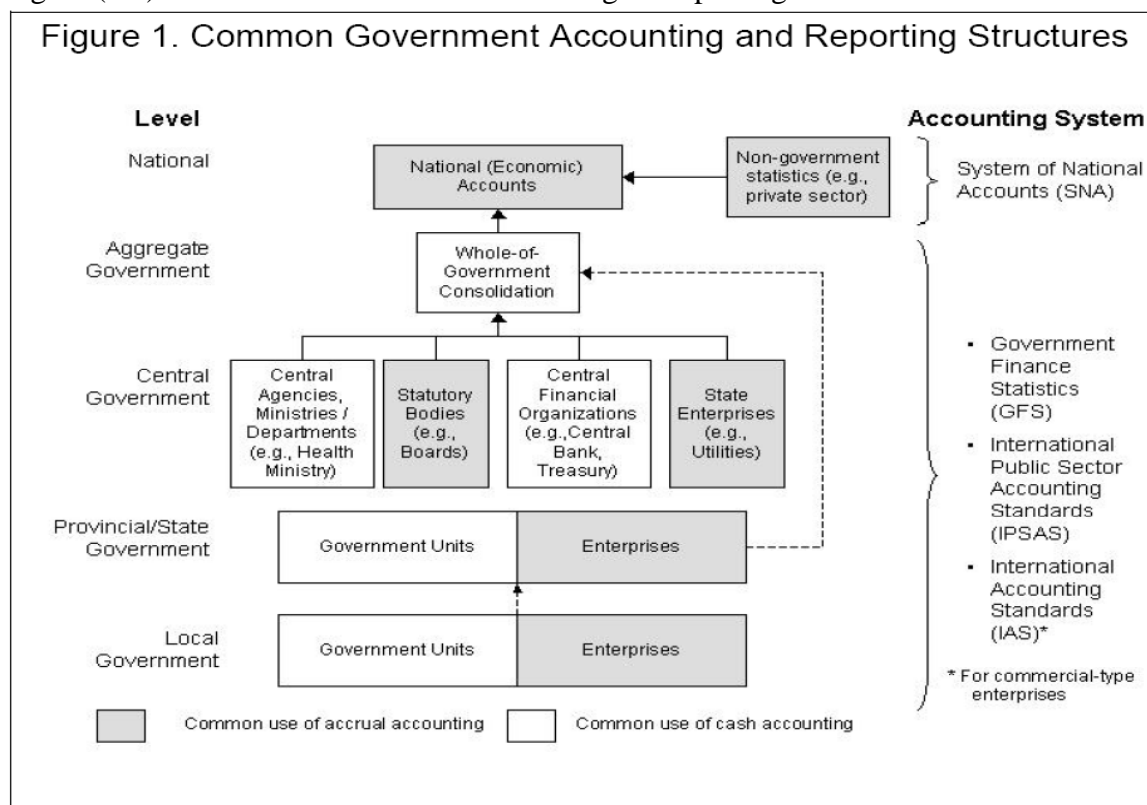 Figure 1. Common Government Accounting and Reporting Structures
Level
Accounting System
National
National (Economic)
Accounts
Non-government
statistics (e.g.,
private sector)
System of National
Accounts (SNA)
Aggregate
Government
Whole-of-
Government
Consolidation
Central
Government
Central
Agencies,
Ministries /
Departments
(e.g., Health
Ministry)
Statutory
Bodies
(e.g.,
Boards)
Central
Financial
Organizations
(e.g.,Central
Bank,
Treasury)
State
Enterprises
(e.g.,
Utilities)
Provincial/State
Government
Government Units
Enterprises
Local
Government
Government Units
Enterprises
▪ Government
Finance
Statistics
(GFS)
▪ International
Public Sector
Accounting
Standards
(IPSAS)
▪ International
Accounting
Standards
(IAS)*
* For commercial-type
enterprises
Common use of accrual accounting
Common use of cash accounting